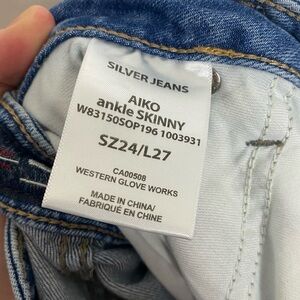 SILVER JEANS
AIKO
ankle SKINNY
W83150SOP196 1003931
SZ24/L27
CA00508
WESTERN GLOVE WORKS
MADE IN CHINA/
FABRIQUÉ EN CHINE